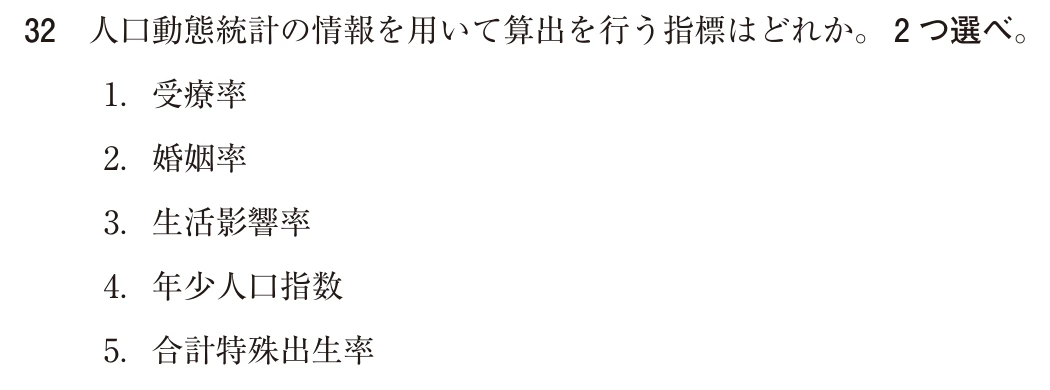 32 人口動態統計の情報を用いて算出を行う指標はどれか。2つ選べ。
1. 受療率
2. 婚姻率
3. 生活影響率
4. 年少人口指数
5. 合計特殊出生率